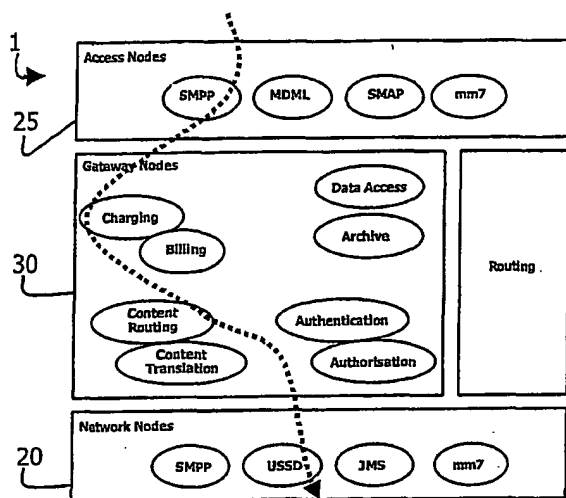 1
Access Nodes
SMPP MDML SMAP mm7
25
Gateway Nodes
Data Access
Charging
Archive
Billing
Routing
30
Content
Routing
Authentication
Content
Translation
Authorisation
Network Nodes
20
SMPP USSD JMS mm7